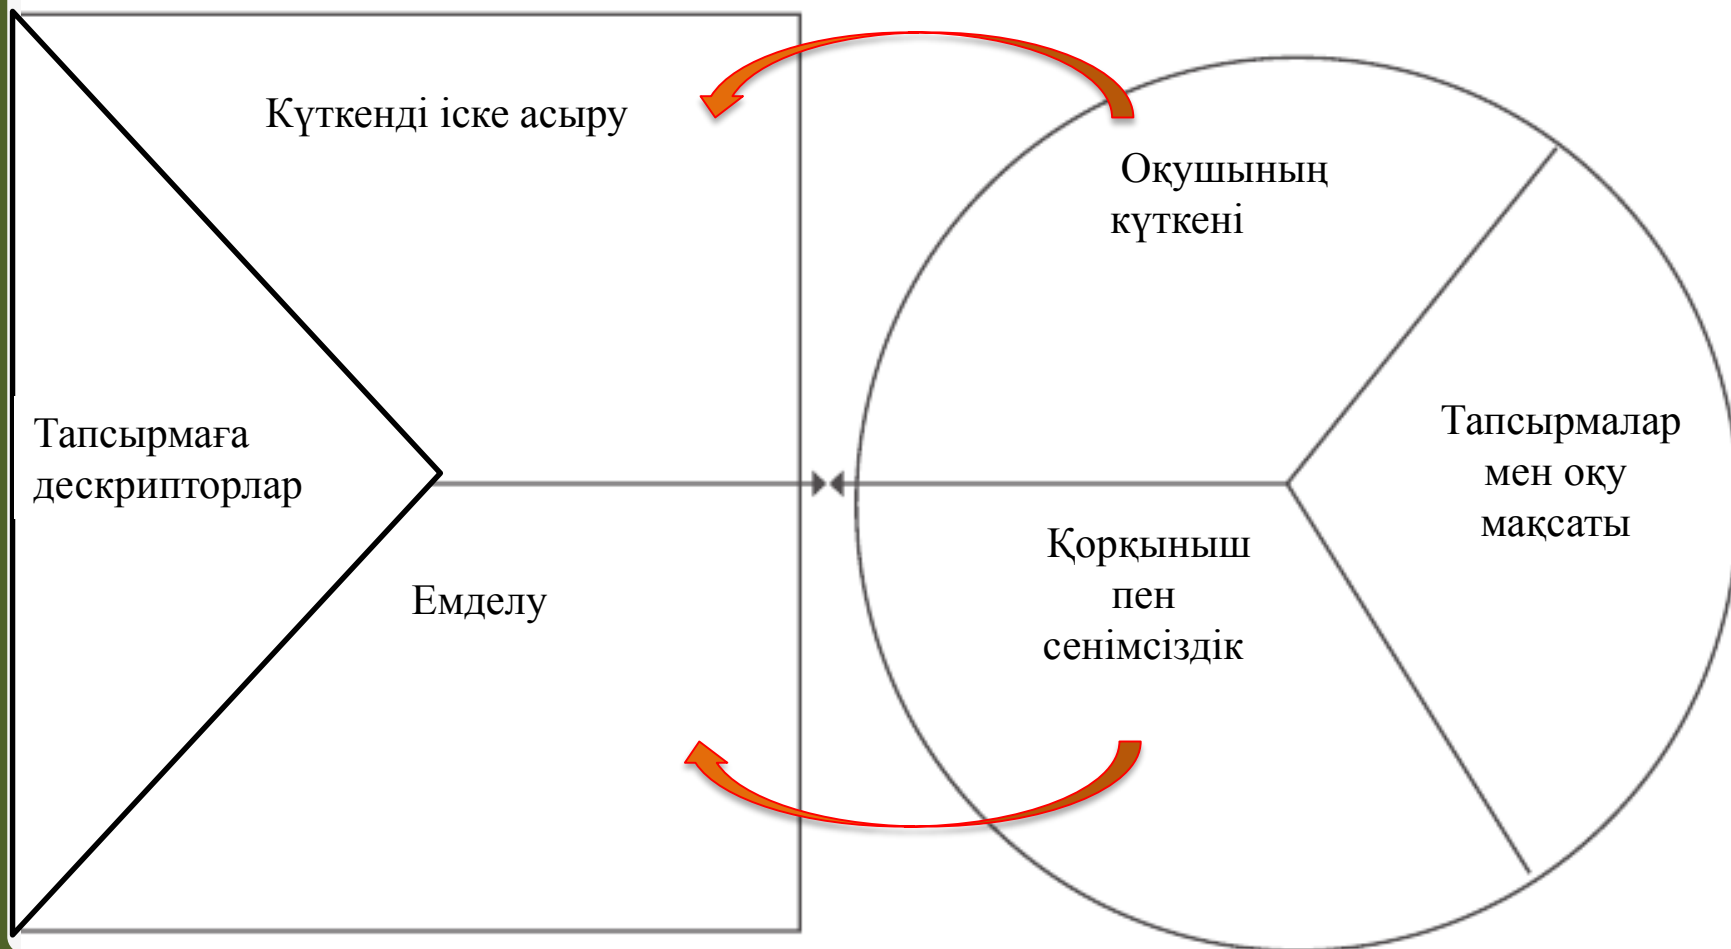 Күткенді іске асыру
Оқушының
күткені
Тапсырмаға
дескрипторлар
Тапсырмалар
мен оқу
мақсаты
Емделу
Қорқыныш
пен
сенімсіздік